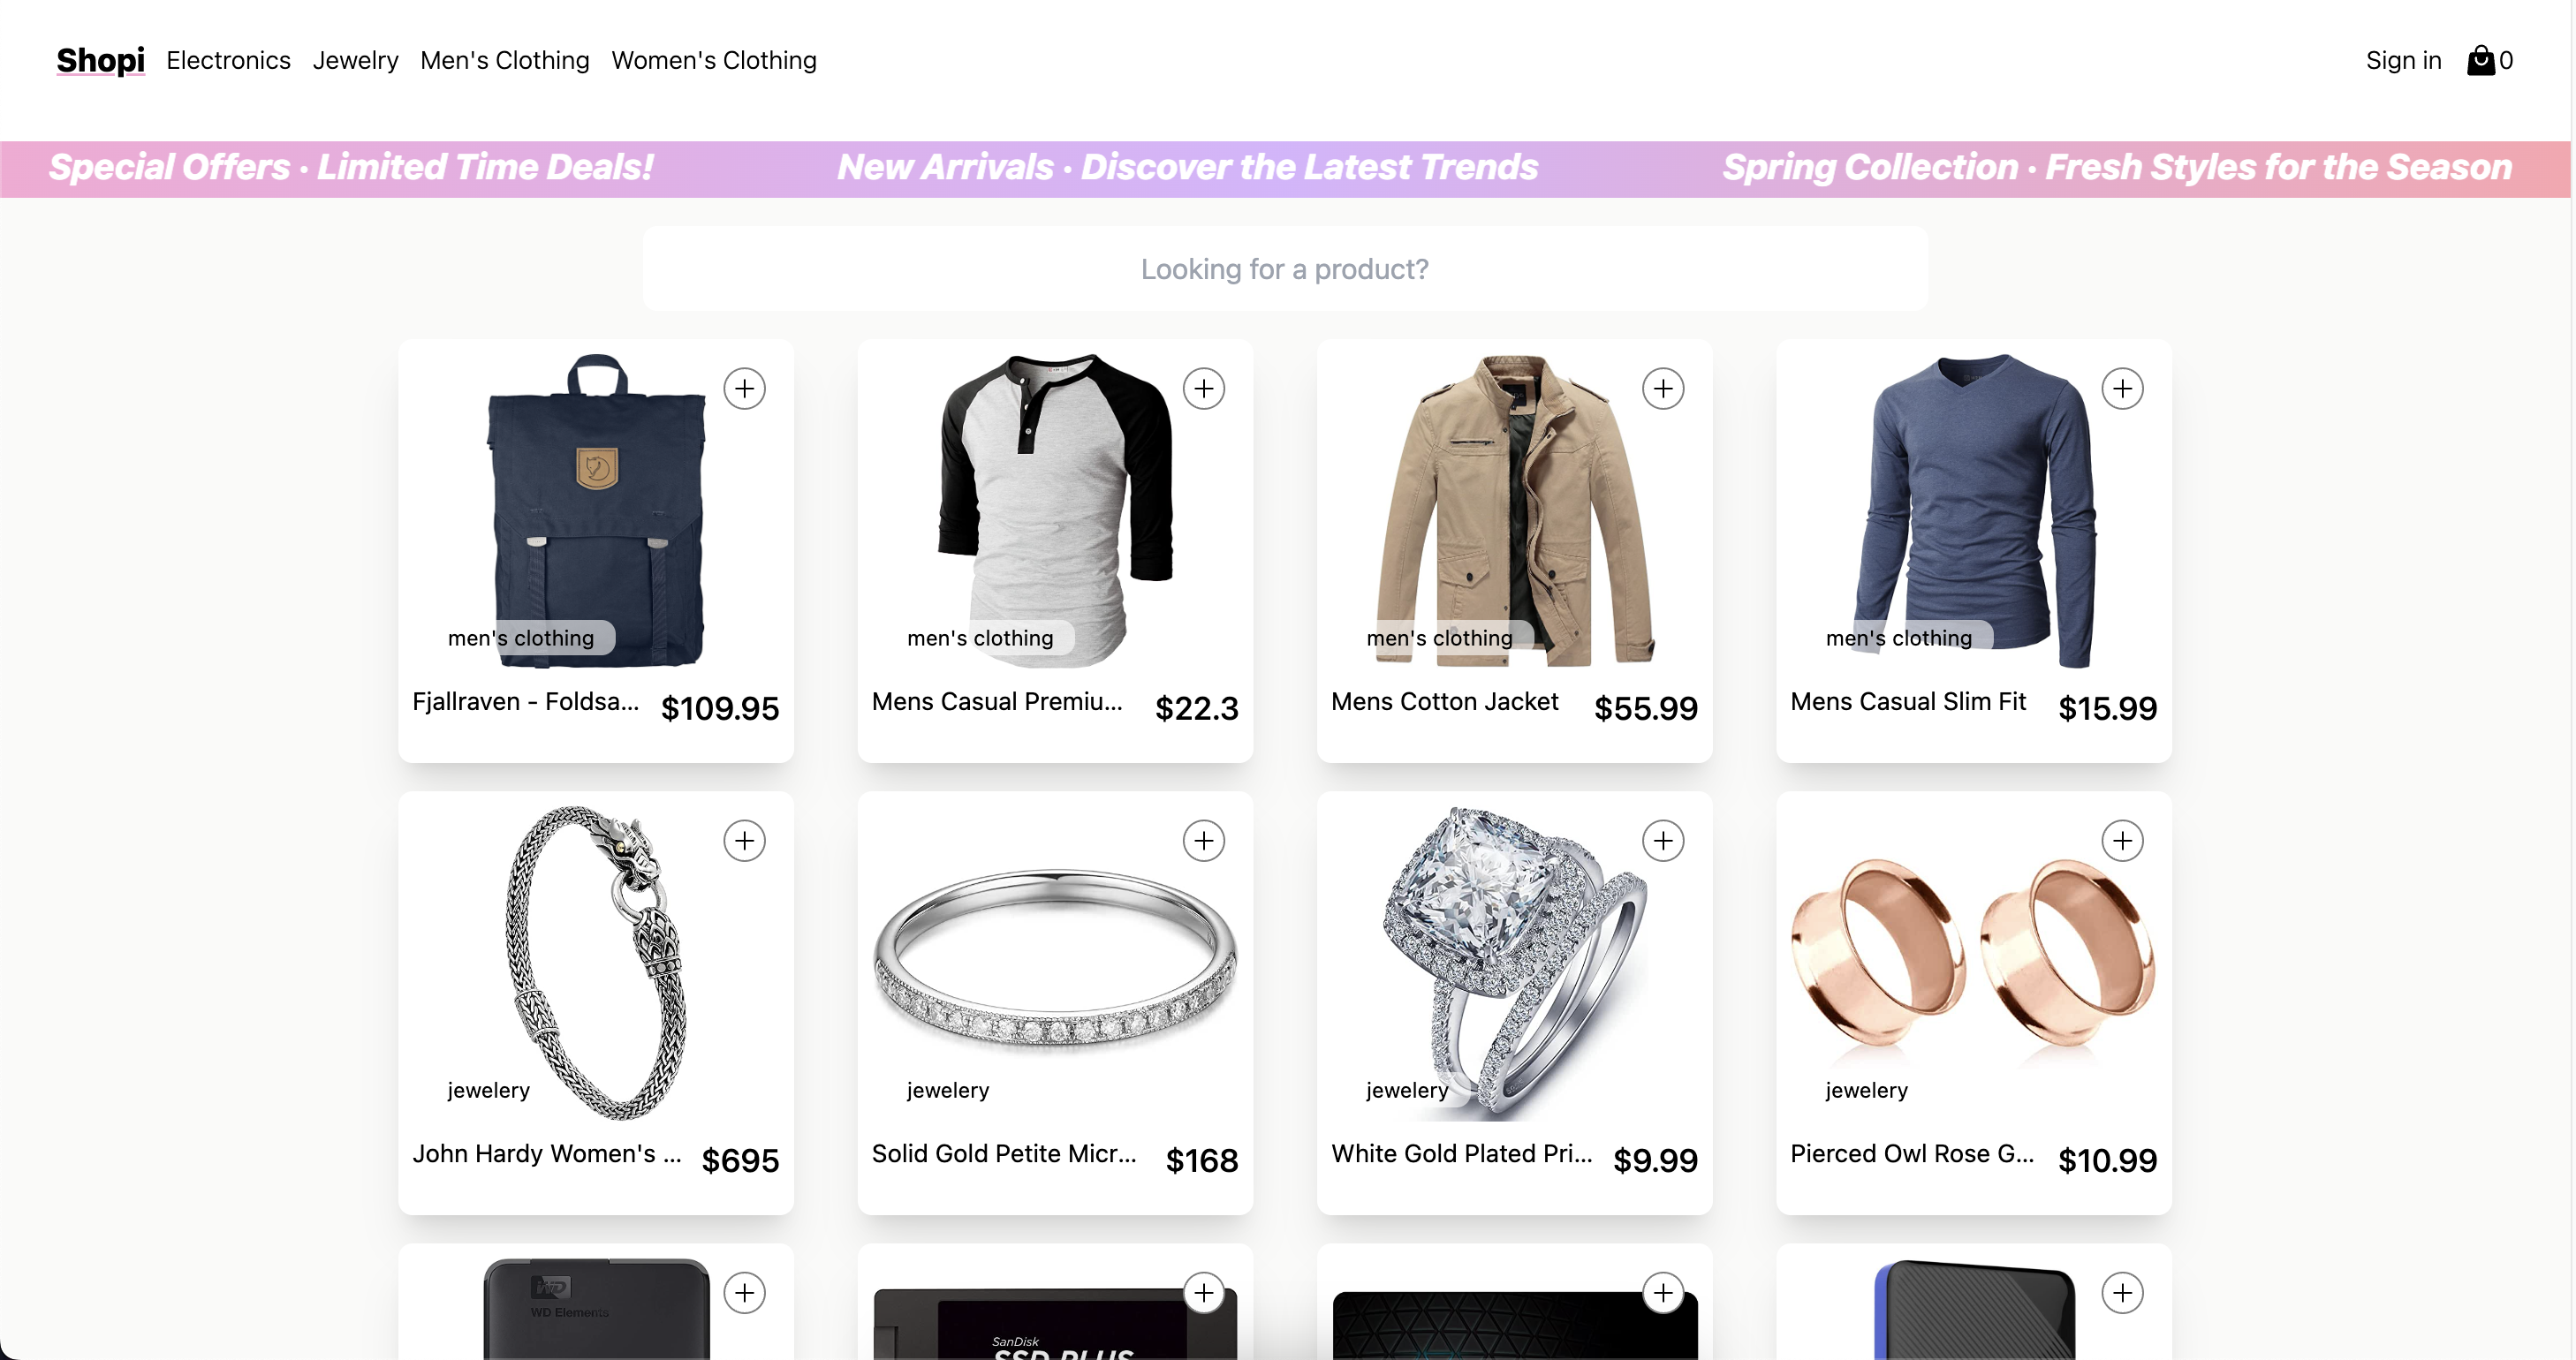 Shopi Electronics Jewelry Men's Clothing Women's Clothing Sign in 0
Special Offers · Limited Time Deals! New Arrivals · Discover the Latest Trends Spring Collection · Fresh Styles for the Season
Looking for a product?
men's clothing men's clothing men's clothing men's clothing
Fjallraven - Foldsa... $109.95 Mens Casual Premiu... $22.3 Mens Cotton Jacket $55.99 Mens Casual Slim Fit $15.99
jewelery jewelery jewelery jewelery
John Hardy Women's ... $695 Solid Gold Petite Micr... $168 White Gold Plated Pri... $9.99 Pierced Owl Rose G... $10.99
WD
WD Elements
SanDisk
SSD PLUS